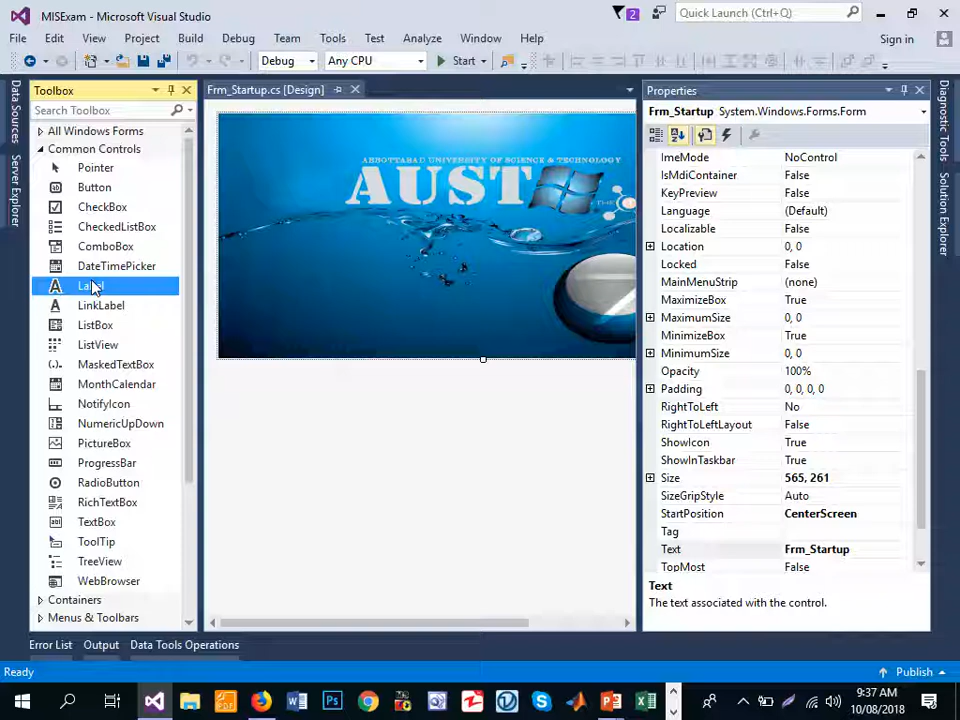 MISExam - Microsoft Visual Studio
2
Quick Launch (Ctrl+Q)
File Edit View Project Build Debug Team Tools Test Analyze Window Help
Sign in
Debug Any CPU Start
Data Sources
Server Explorer
Toolbox
Search Toolbox
All Windows Forms
Common Controls
Pointer
Button
CheckBox
CheckedListBox
ComboBox
DateTimePicker
Label
LinkLabel
ListBox
ListView
MaskedTextBox
MonthCalendar
NotifyIcon
NumericUpDown
PictureBox
ProgressBar
RadioButton
RichTextBox
TextBox
ToolTip
TreeView
WebBrowser
Containers
Menus & Toolbars
Frm_Startup.cs [Design]
ABBOTTABAD UNIVERSITY OF SCIENCE & TECHNOLOGY
AUST
THE
Properties
Frm_Startup System.Windows.Forms.Form
ImeMode NoControl
IsMdiContainer False
KeyPreview False
Language (Default)
Localizable False
Location 0, 0
Locked False
MainMenuStrip (none)
MaximizeBox True
MaximumSize 0, 0
MinimizeBox True
MinimumSize 0, 0
Opacity 100%
Padding 0, 0, 0, 0
RightToLeft No
RightToLeftLayout False
ShowIcon True
ShowInTaskbar True
Size 565, 261
SizeGripStyle Auto
StartPosition CenterScreen
Tag
Text Frm_Startup
TopMost False
Text
The text associated with the control.
Diagnostic Tools
Solution Explorer
Error List Output Data Tools Operations
Ready
Publish
9:37 AM
10/08/2018